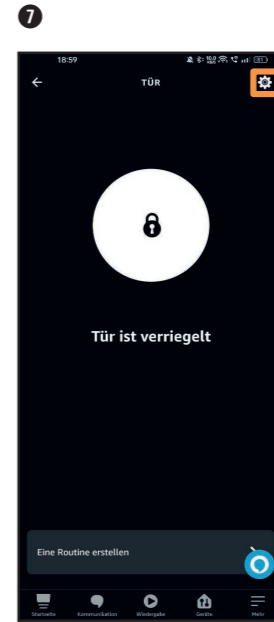 7
18:59
TÜR
Tür ist verriegelt
Eine Routine erstellen
Startseite Kommunikation Wiedergabe Geräte Mehr